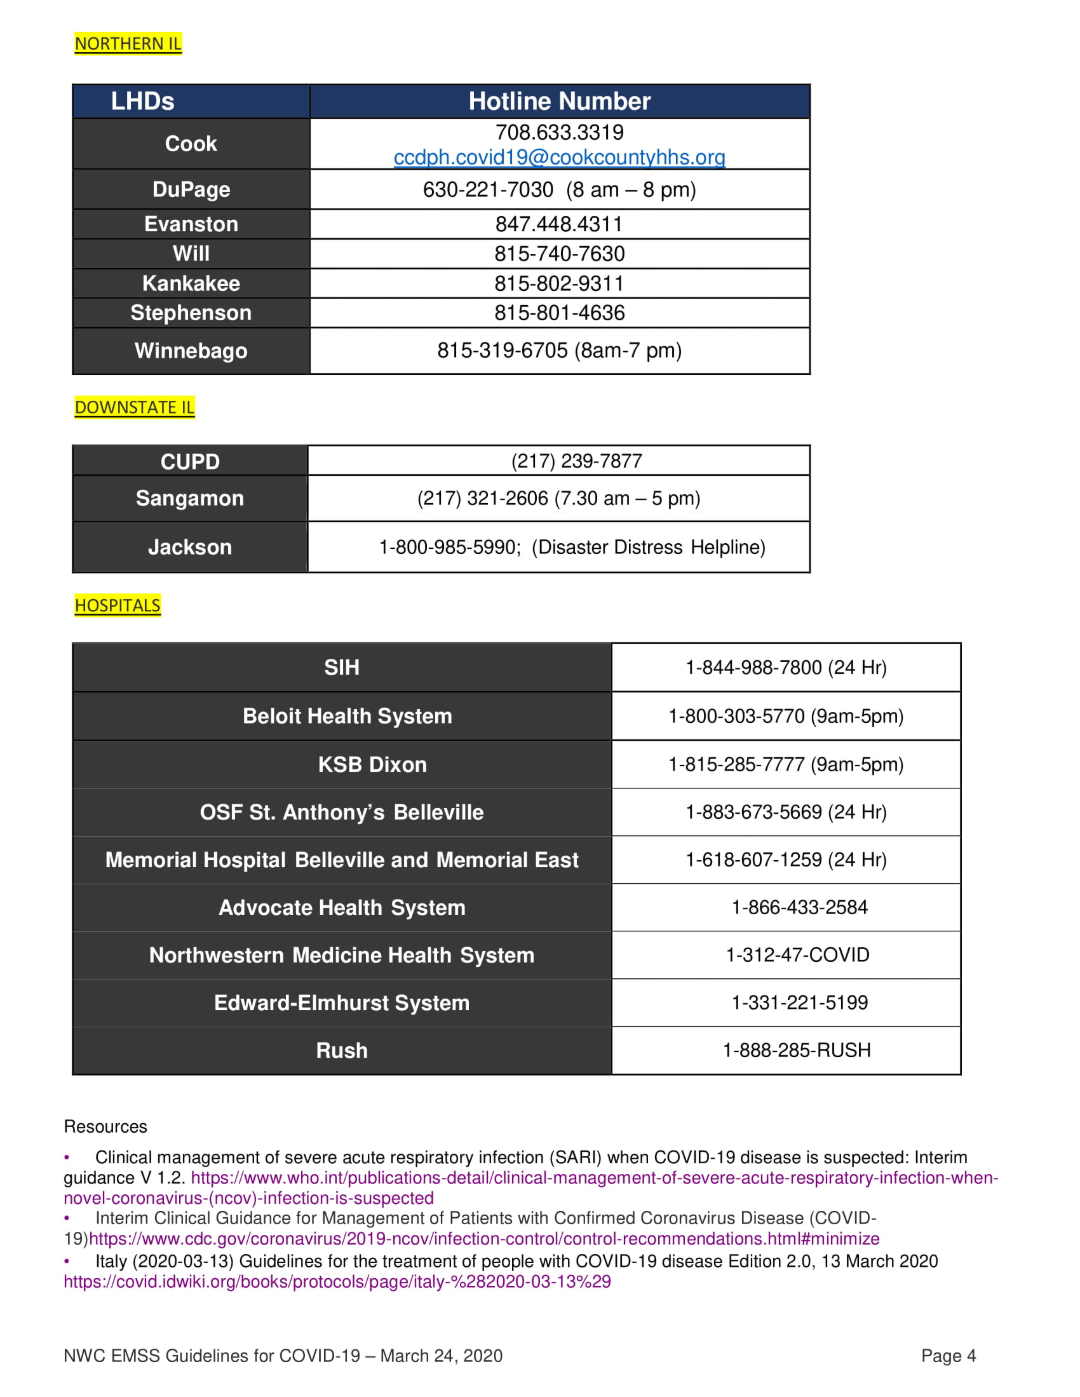 NORTHERN IL
LHDs Hotline Number
Cook 708.633.3319
ccdph.covid19@cookcountyhhs.org
DuPage 630-221-7030 (8 am – 8 pm)
Evanston 847.448.4311
Will 815-740-7630
Kankakee 815-802-9311
Stephenson 815-801-4636
Winnebago 815-319-6705 (8am-7 pm)
DOWNSTATE IL
CUPD (217) 239-7877
Sangamon (217) 321-2606 (7.30 am – 5 pm)
Jackson 1-800-985-5990; (Disaster Distress Helpline)
HOSPITALS
SIH 1-844-988-7800 (24 Hr)
Beloit Health System 1-800-303-5770 (9am-5pm)
KSB Dixon 1-815-285-7777 (9am-5pm)
OSF St. Anthony’s Belleville 1-883-673-5669 (24 Hr)
Memorial Hospital Belleville and Memorial East 1-618-607-1259 (24 Hr)
Advocate Health System 1-866-433-2584
Northwestern Medicine Health System 1-312-47-COVID
Edward-Elmhurst System 1-331-221-5199
Rush 1-888-285-RUSH
Resources
• Clinical management of severe acute respiratory infection (SARI) when COVID-19 disease is suspected: Interim
guidance V 1.2. https://www.who.int/publications-detail/clinical-management-of-severe-acute-respiratory-infection-when-
novel-coronavirus-(ncov)-infection-is-suspected
• Interim Clinical Guidance for Management of Patients with Confirmed Coronavirus Disease (COVID-
19)https://www.cdc.gov/coronavirus/2019-ncov/infection-control/control-recommendations.html#minimize
• Italy (2020-03-13) Guidelines for the treatment of people with COVID-19 disease Edition 2.0, 13 March 2020
https://covid.idwiki.org/books/protocols/page/italy-%282020-03-13%29
NWC EMSS Guidelines for COVID-19 – March 24, 2020 Page 4